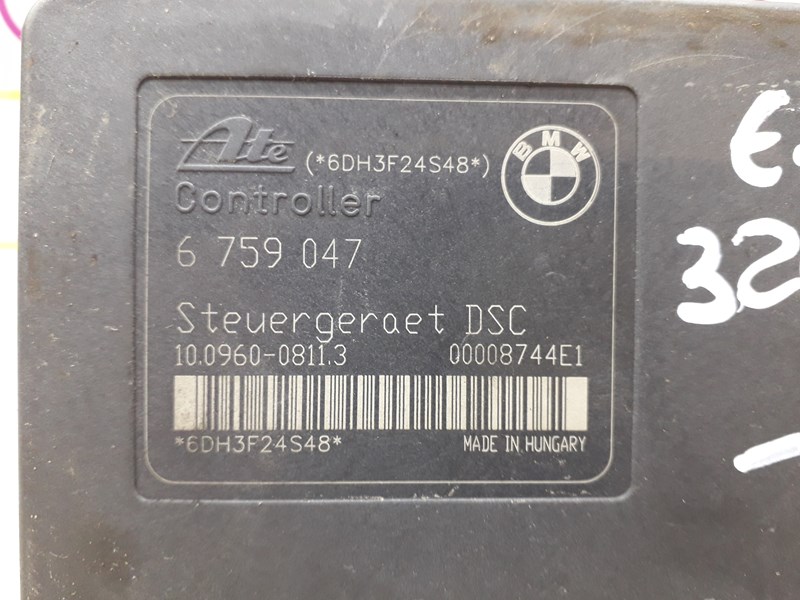 Ate (*6DH3F24S48*)
BMW
Controller
6 759 047
Steuergeraet DSC
10.0960-0811.3 00008744E1
*6DH3F24S48* MADE IN HUNGARY
32